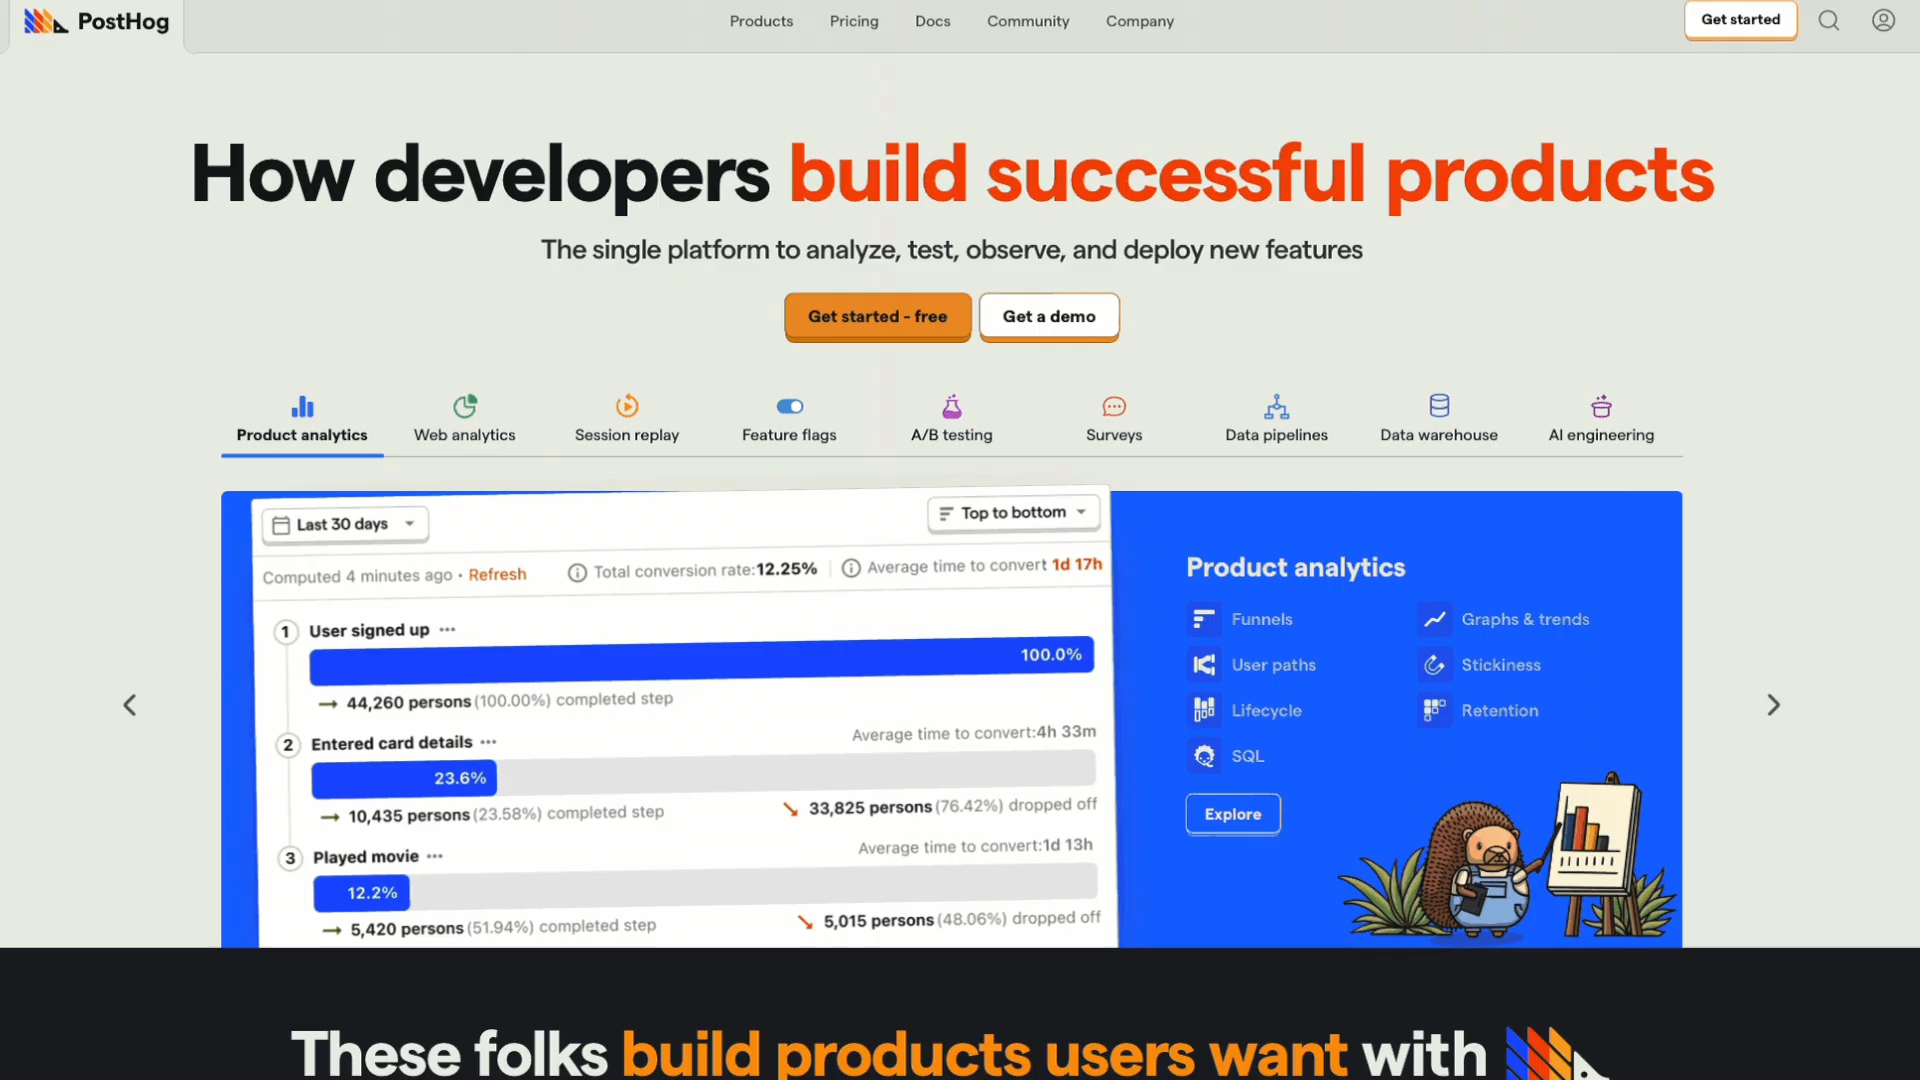 PostHog
Products Pricing Docs Community Company
Get started
How developers build successful products
The single platform to analyze, test, observe, and deploy new features
Get started - free
Get a demo
Product analytics
Web analytics
Session replay
Feature flags
A/B testing
Surveys
Data pipelines
Data warehouse
AI engineering
Last 30 days
Top to bottom
Computed 4 minutes ago • Refresh
Total conversion rate:12.25%
Average time to convert 1d 17h
1 User signed up •••
100.0%
→ 44,260 persons (100.00%) completed step
2 Entered card details •••
Average time to convert:4h 33m
23.6%
→ 10,435 persons (23.58%) completed step
33,825 persons (76.42%) dropped off
3 Played movie •••
Average time to convert:1d 13h
12.2%
→ 5,420 persons (51.94%) completed step
5,015 persons (48.06%) dropped off
Product analytics
Funnels
Graphs & trends
User paths
Stickiness
Lifecycle
Retention
SQL
Explore
These folks build products users want with